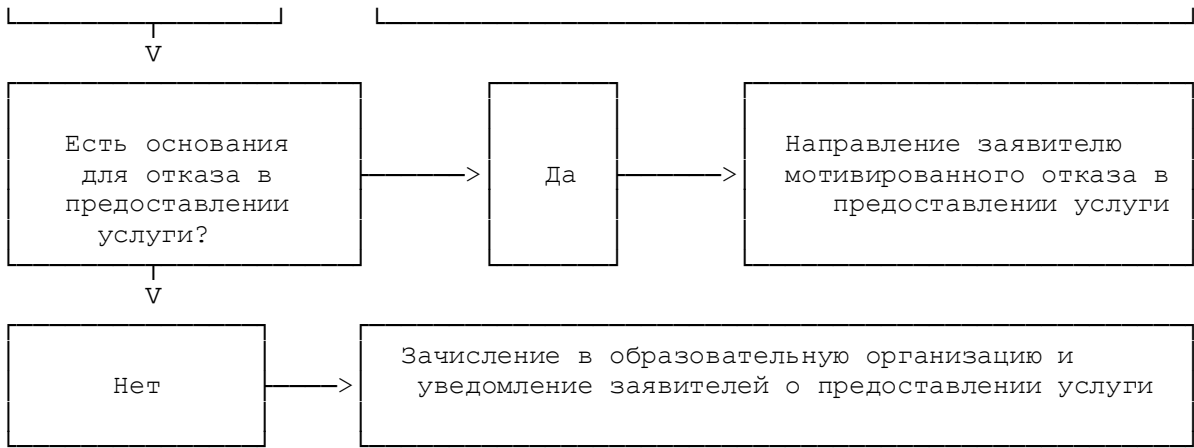 V
Есть основания
для отказа в
предоставлении
услуги?
>
Да
>
Направление заявителю
мотивированного отказа в
предоставлении услуги
V
Нет
>
Зачисление в образовательную организацию и
уведомление заявителей о предоставлении услуги